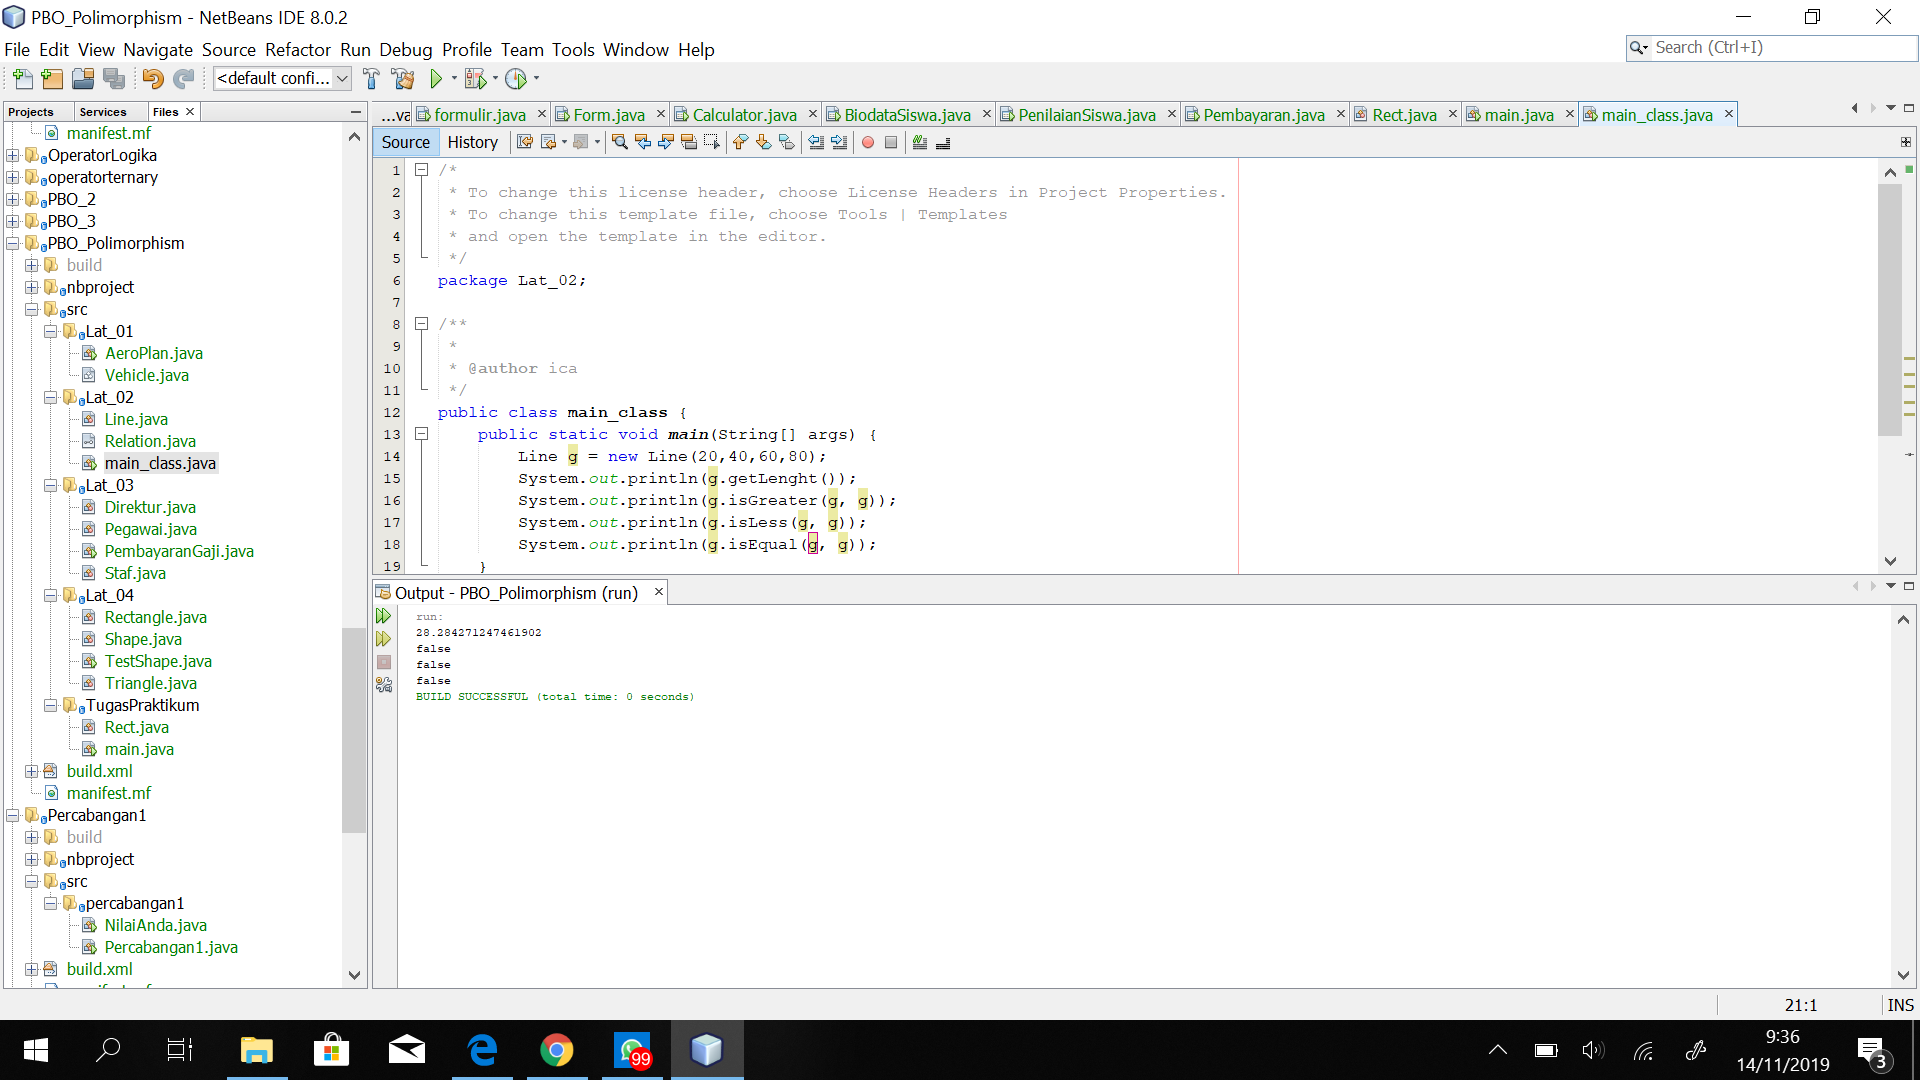 PBO_Polimorphism - NetBeans IDE 8.0.2
File Edit View Navigate Source Refactor Run Debug Profile Team Tools Window Help
Search (Ctrl+I)
<default confi...
Projects Services Files
...va formulir.java Form.java Calculator.java BiodataSiswa.java PenilaianSiswa.java Pembayaran.java Rect.java main.java main_class.java
Source History
manifest.mf
OperatorLogika
operatorternary
PBO_2
PBO_3
PBO_Polimorphism
build
nbproject
src
Lat_01
AeroPlan.java
Vehicle.java
Lat_02
Line.java
Relation.java
main_class.java
Lat_03
Direktur.java
Pegawai.java
PembayaranGaji.java
Staf.java
Lat_04
Rectangle.java
Shape.java
TestShape.java
Triangle.java
TugasPraktikum
Rect.java
main.java
build.xml
manifest.mf
Percabangan1
build
nbproject
src
percabangan1
NilaiAnda.java
Percabangan1.java
build.xml
1 /*
2 * To change this license header, choose License Headers in Project Properties.
3 * To change this template file, choose Tools | Templates
4 * and open the template in the editor.
5 */
6 package Lat_02;
7
8 /**
9 *
10 * @author ica
11 */
12 public class main_class {
13 public static void main(String[] args) {
14 Line g = new Line(20,40,60,80);
15 System.out.println(g.getLenght());
16 System.out.println(g.isGreater(g, g));
17 System.out.println(g.isLess(g, g));
18 System.out.println(g.isEqual(g, g));
19 }
Output - PBO_Polimorphism (run)
run:
28.284271247461902
false
false
false
BUILD SUCCESSFUL (total time: 0 seconds)
21:1 INS
99
9:36
14/11/2019
3